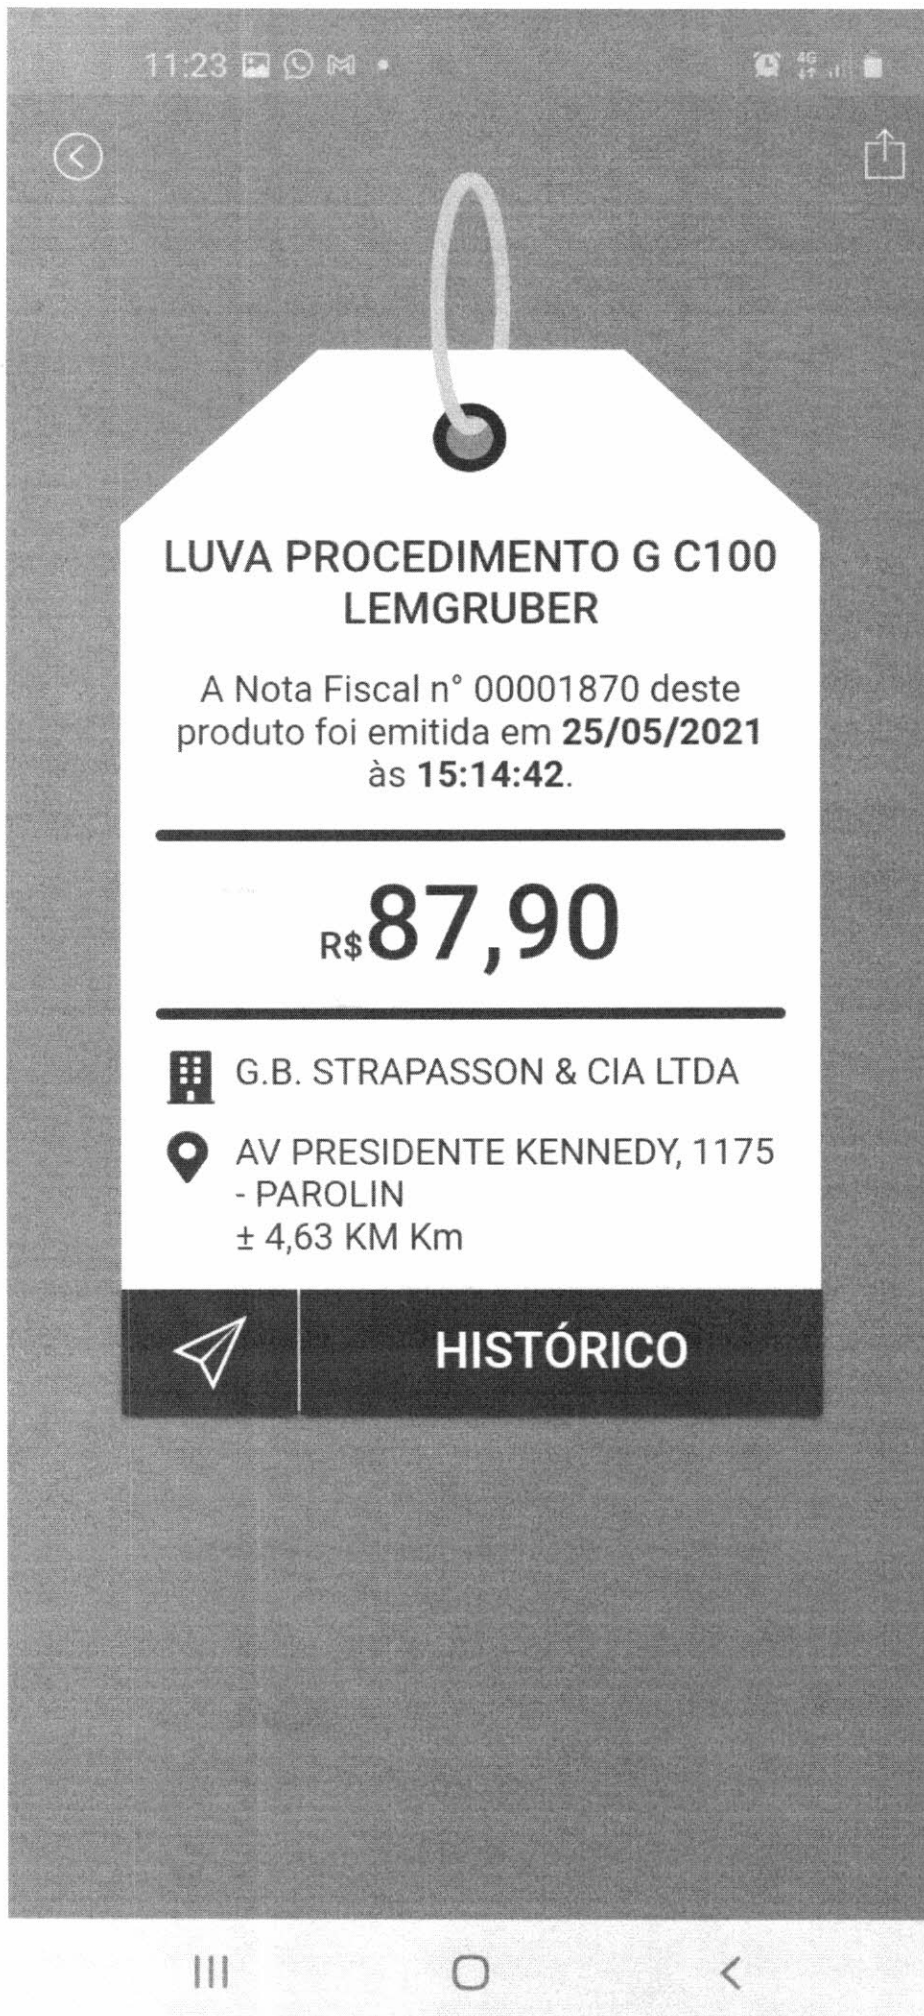 11:23
4G
LUVA PROCEDIMENTO G C100
LEMGRUBER
A Nota Fiscal n° 00001870 deste
produto foi emitida em 25/05/2021
às 15:14:42.
R$87,90
G.B. STRAPASSON & CIA LTDA
AV PRESIDENTE KENNEDY, 1175
- PAROLIN
± 4,63 KM Km
HISTÓRICO